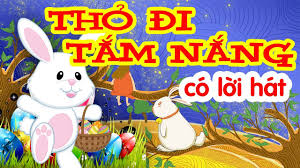 THỎ ĐI
TẮM NẮNG
có lời hát